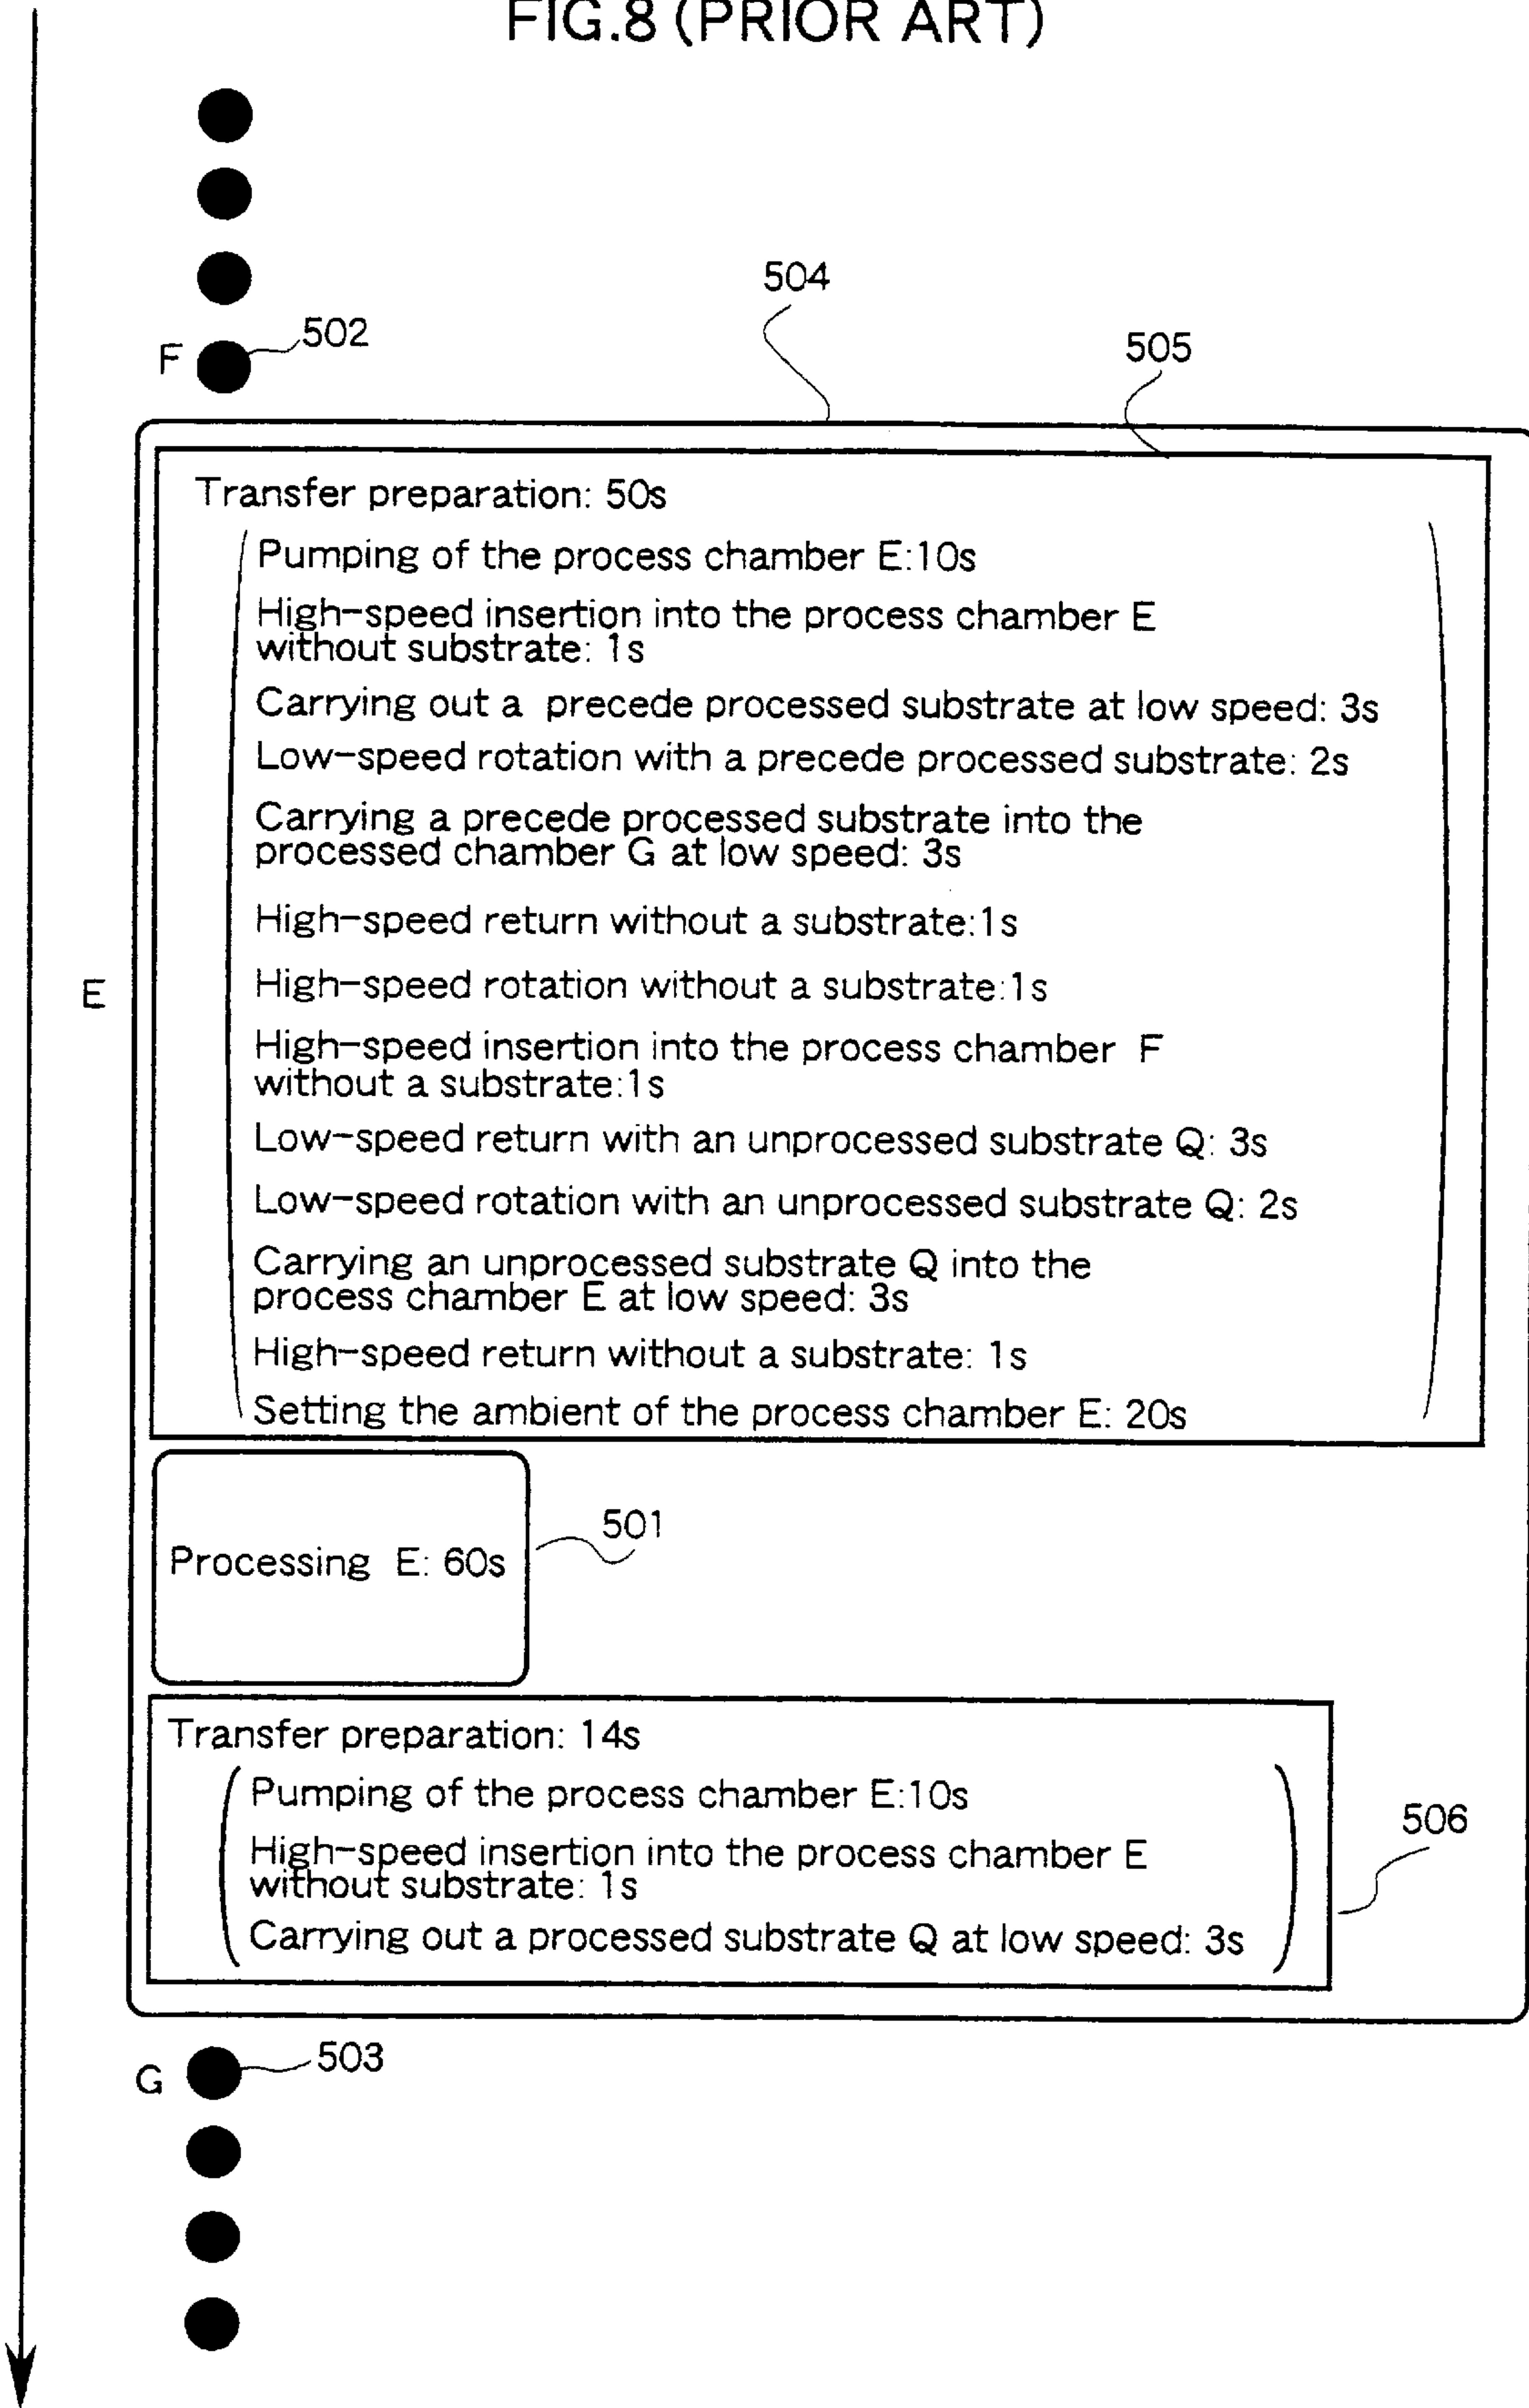 FIG.8 (PRIOR ART)
504
502
F
505
Transfer preparation: 50s
Pumping of the process chamber E:10s
High-speed insertion into the process chamber E
without substrate: 1s
Carrying out a precede processed substrate at low speed: 3s
Low-speed rotation with a precede processed substrate: 2s
Carrying a precede processed substrate into the
processed chamber G at low speed: 3s
High-speed return without a substrate:1s
E
High-speed rotation without a substrate:1s
High-speed insertion into the process chamber F
without a substrate:1s
Low-speed return with an unprocessed substrate Q: 3s
Low-speed rotation with an unprocessed substrate Q: 2s
Carrying an unprocessed substrate Q into the
process chamber E at low speed: 3s
High-speed return without a substrate: 1s
Setting the ambient of the process chamber E: 20s
501
Processing E: 60s
Transfer preparation: 14s
Pumping of the process chamber E:10s
High-speed insertion into the process chamber E
without substrate: 1s
Carrying out a processed substrate Q at low speed: 3s
506
503
G